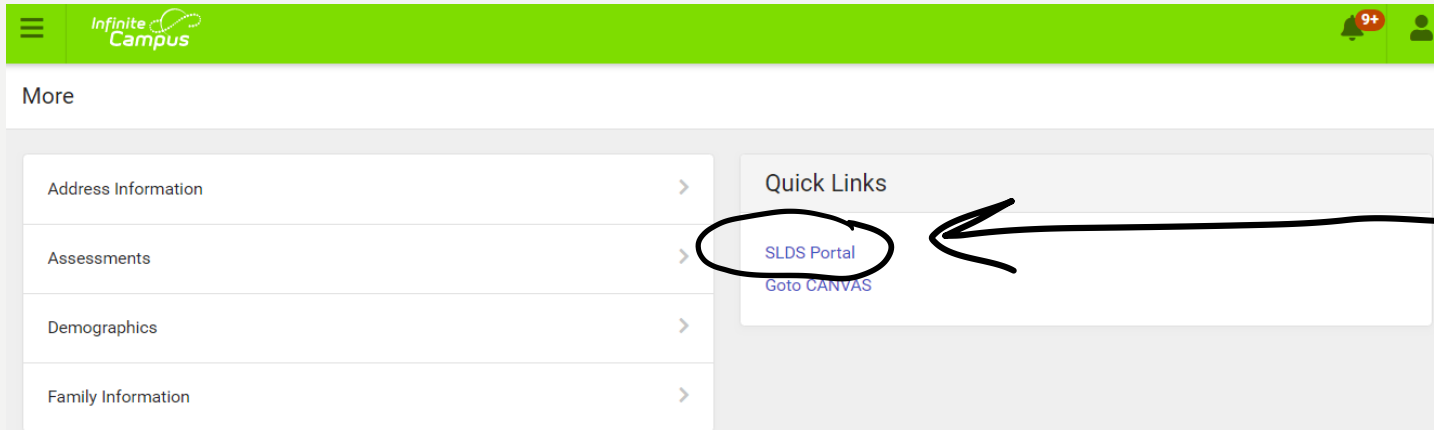 Infinite
Campus
9+
More
Address Information
Assessments
Demographics
Family Information
Quick Links
SLDS Portal
Goto CANVAS